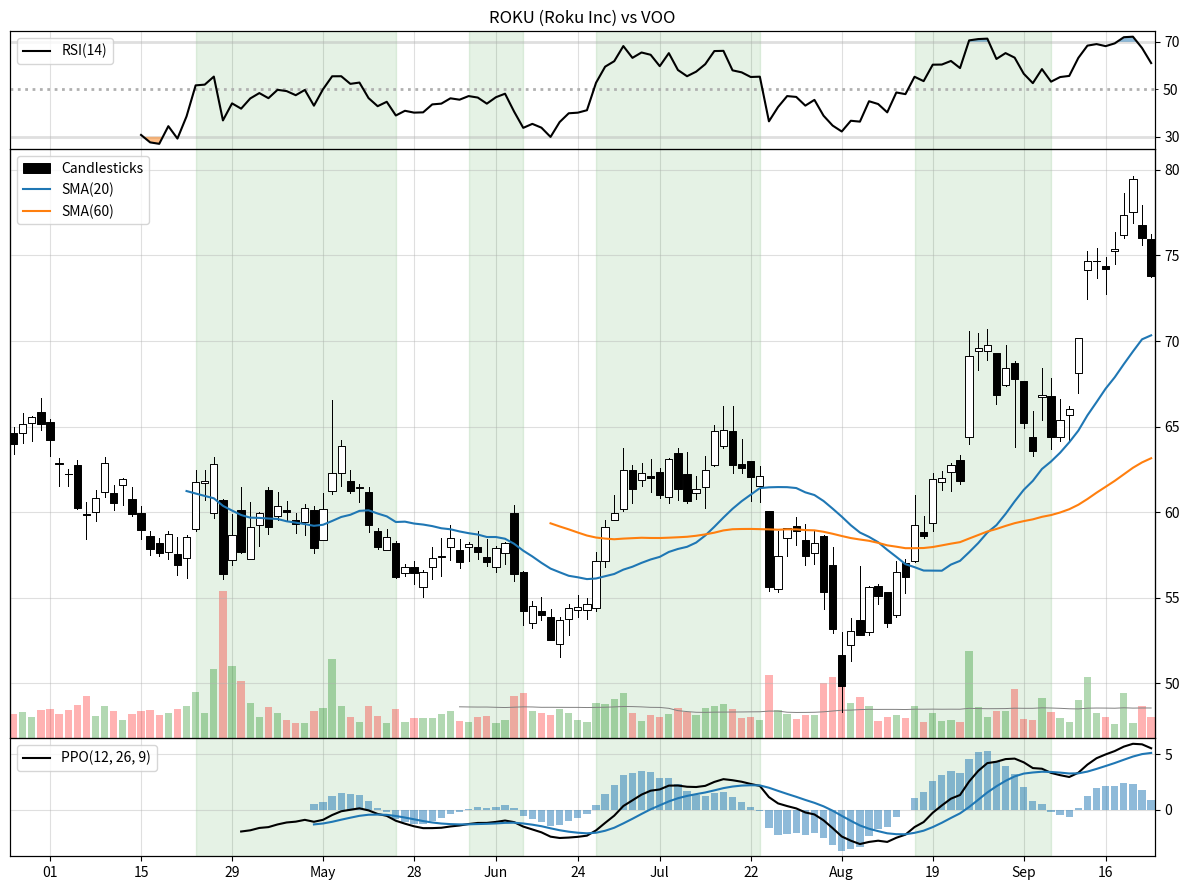 ROKU (Roku Inc) vs VOO
RSI(14)
70
50
30
Candlesticks
SMA(20)
SMA(60)
80
75
70
65
60
55
50
PPO(12, 26, 9)
5
0
01 15 29 May 28 Jun 24 Jul 22 Aug 19 Sep 16